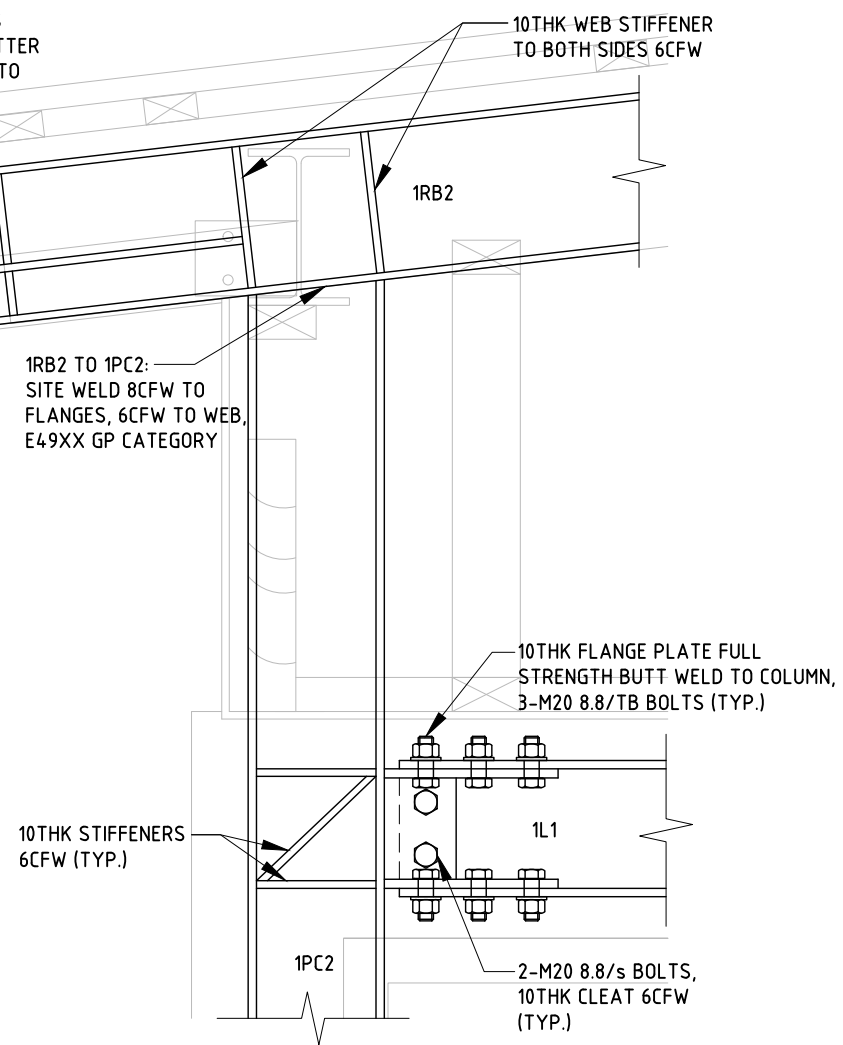 10THK WEB STIFFENER
TO BOTH SIDES 6CFW
TO
1RB2
1RB2 TO 1PC2:
SITE WELD 8CFW TO
FLANGES, 6CFW TO WEB,
E49XX GP CATEGORY
10THK FLANGE PLATE FULL
STRENGTH BUTT WELD TO COLUMN,
3-M20 8.8/TB BOLTS (TYP.)
10THK STIFFENERS
6CFW (TYP.)
1L1
1PC2
2-M20 8.8/s BOLTS,
10THK CLEAT 6CFW
(TYP.)